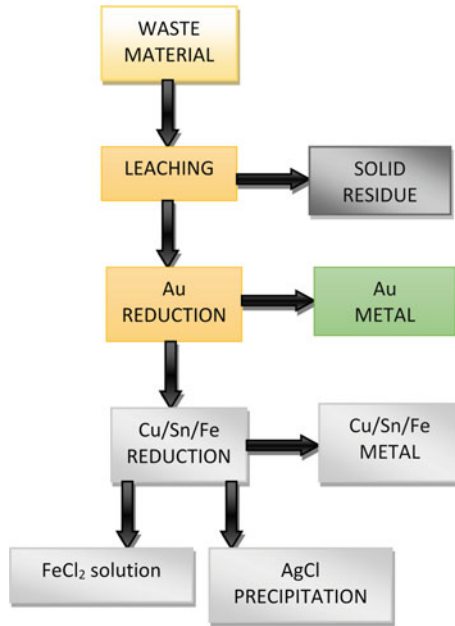 WASTE
MATERIAL
LEACHING
SOLID
RESIDUE
Au
REDUCTION
Au
METAL
Cu/Sn/Fe
REDUCTION
Cu/Sn/Fe
METAL
FeCl₂ solution
AgCl
PRECIPITATION